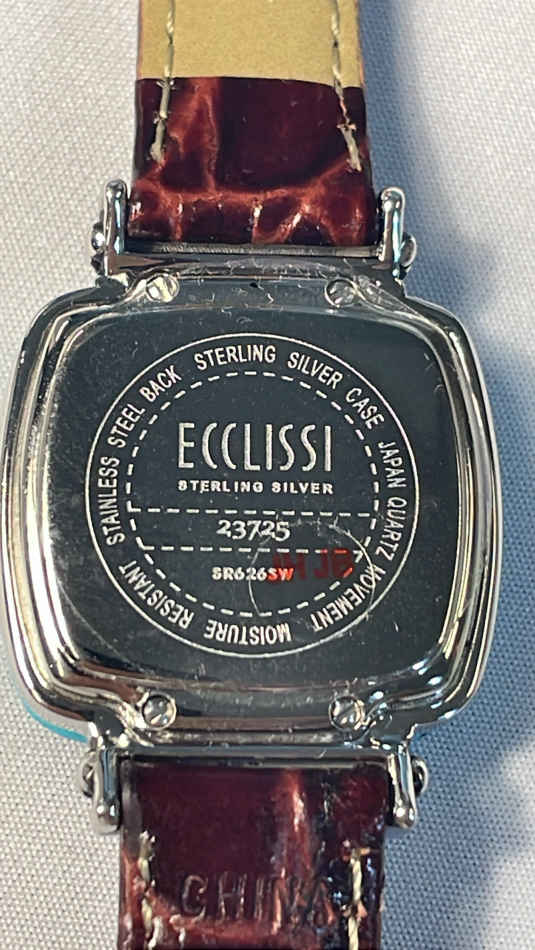 STAINLESS STEEL BACK STERLING SILVER CASE JAPAN QUARTZ MOVEMENT MOISTURE RESISTANT
ECCLISSI
STERLING SILVER
23725
SR626SW
CHINA